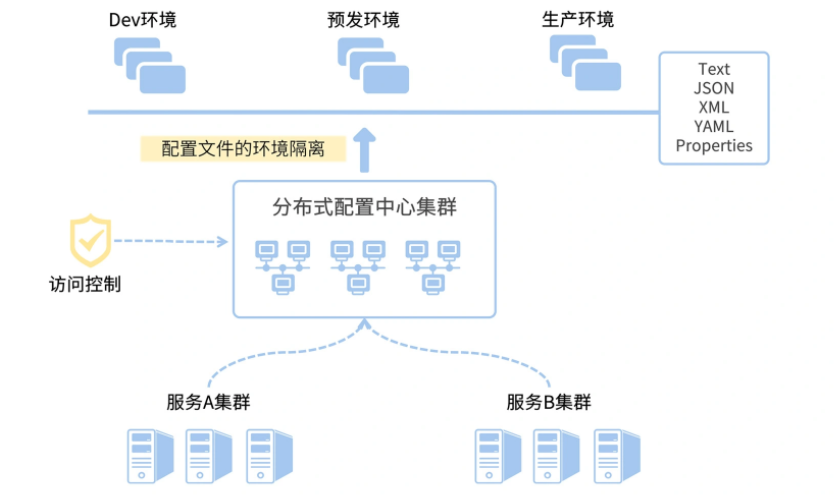 Dev环境
预发环境
生产环境
Text
JSON
XML
YAML
Properties
配置文件的环境隔离
分布式配置中心集群
访问控制
服务A集群
服务B集群